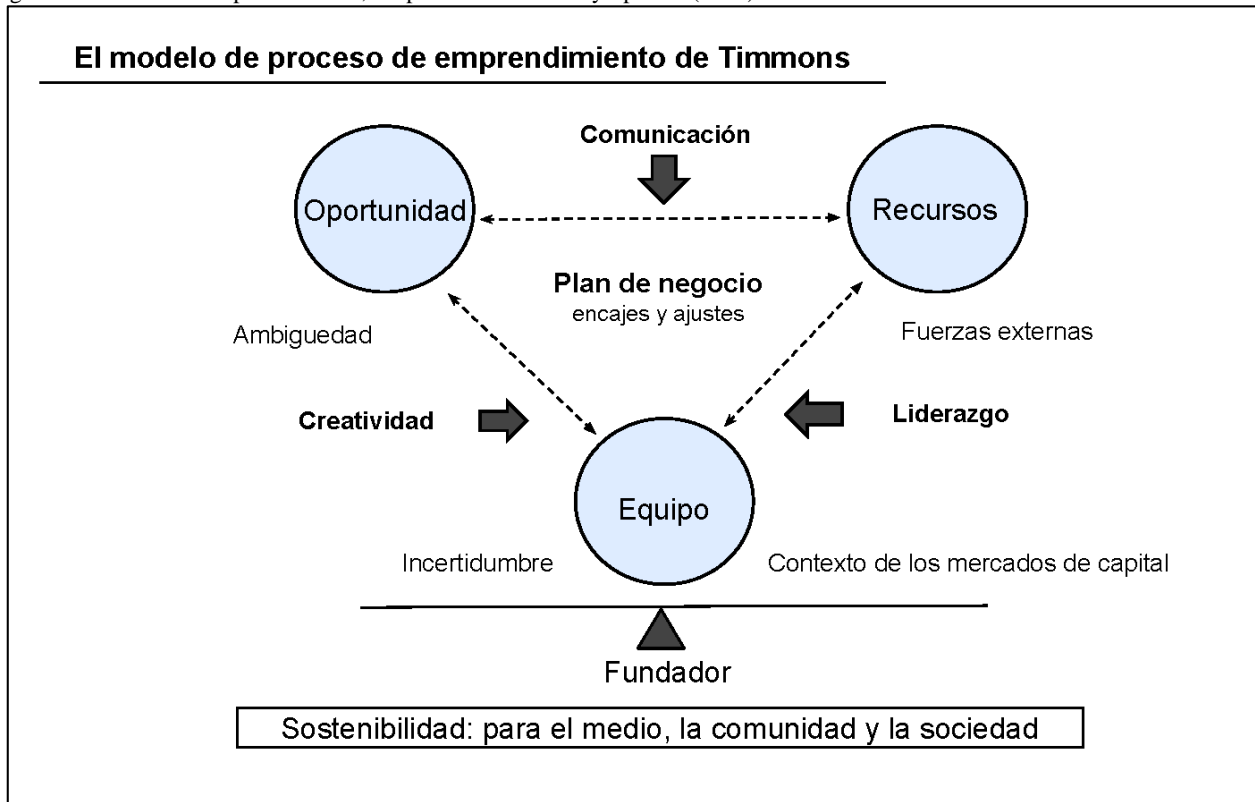 El modelo de proceso de emprendimiento de Timmons
Comunicación
Oportunidad
Recursos
Plan de negocio
encajes y ajustes
Ambiguedad
Fuerzas externas
Creatividad
Liderazgo
Equipo
Incertidumbre
Contexto de los mercados de capital
Fundador
Sostenibilidad: para el medio, la comunidad y la sociedad